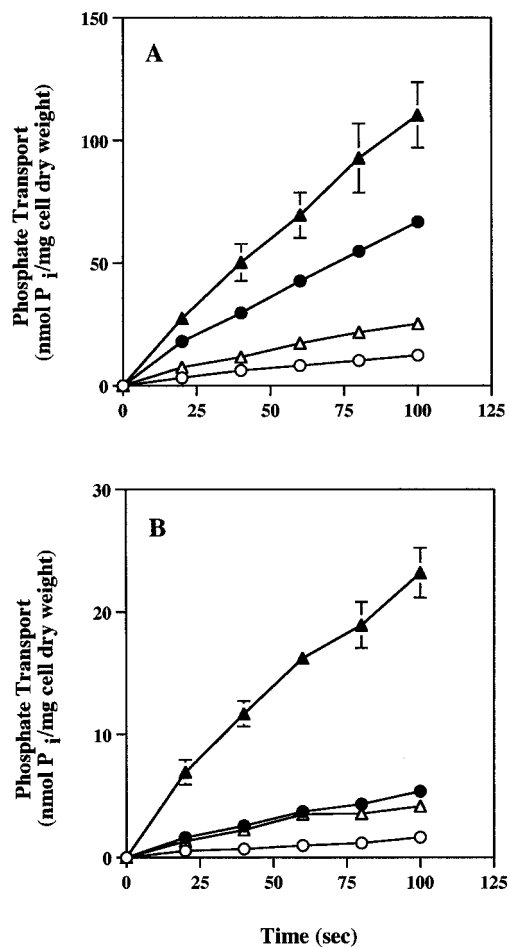 A
Phosphate Transport
(nmol P i/mg cell dry weight)
150
100
50
0
0 25 50 75 100 125
B
Phosphate Transport
(nmol P i/mg cell dry weight)
30
20
10
0
0 25 50 75 100 125
Time (sec)